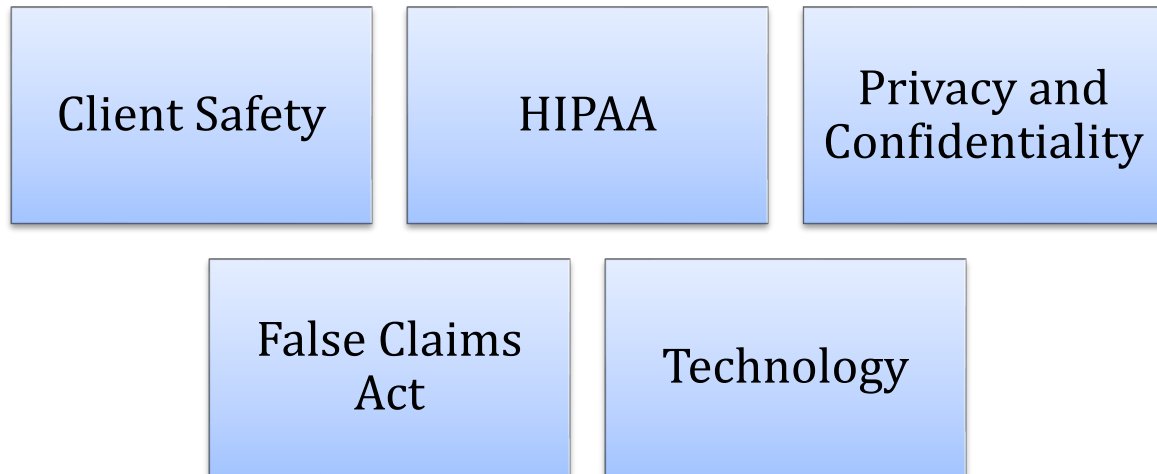 Client Safety
HIPAA
Privacy and
Confidentiality
False Claims
Act
Technology